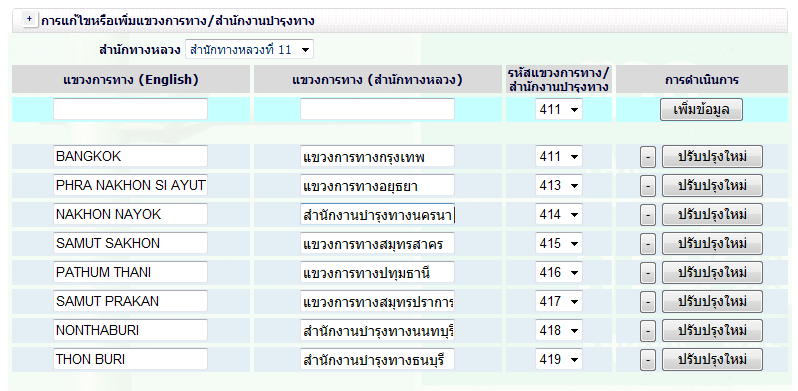 + การแก้ไขหรือเพิ่มแขวงการทาง/สำนักงานบำรุงทาง
สำนักทางหลวง สำนักทางหลวงที่ 11
แขวงการทาง (English) แขวงการทาง (สำนักทางหลวง) รหัสแขวงการทาง/ การดำเนินการ
สำนักงานบำรุงทาง
411 เพิ่มข้อมูล
BANGKOK แขวงการทางกรุงเทพ 411 - ปรับปรุงใหม่
PHRA NAKHON SI AYUT แขวงการทางอยุธยา 413 - ปรับปรุงใหม่
NAKHON NAYOK สำนักงานบำรุงทางนครนา 414 - ปรับปรุงใหม่
SAMUT SAKHON แขวงการทางสมุทรสาคร 415 - ปรับปรุงใหม่
PATHUM THANI แขวงการทางปทุมธานี 416 - ปรับปรุงใหม่
SAMUT PRAKAN แขวงการทางสมุทรปราการ 417 - ปรับปรุงใหม่
NONTHABURI สำนักงานบำรุงทางนนทบุรี 418 - ปรับปรุงใหม่
THON BURI สำนักงานบำรุงทางธนบุรี 419 - ปรับปรุงใหม่